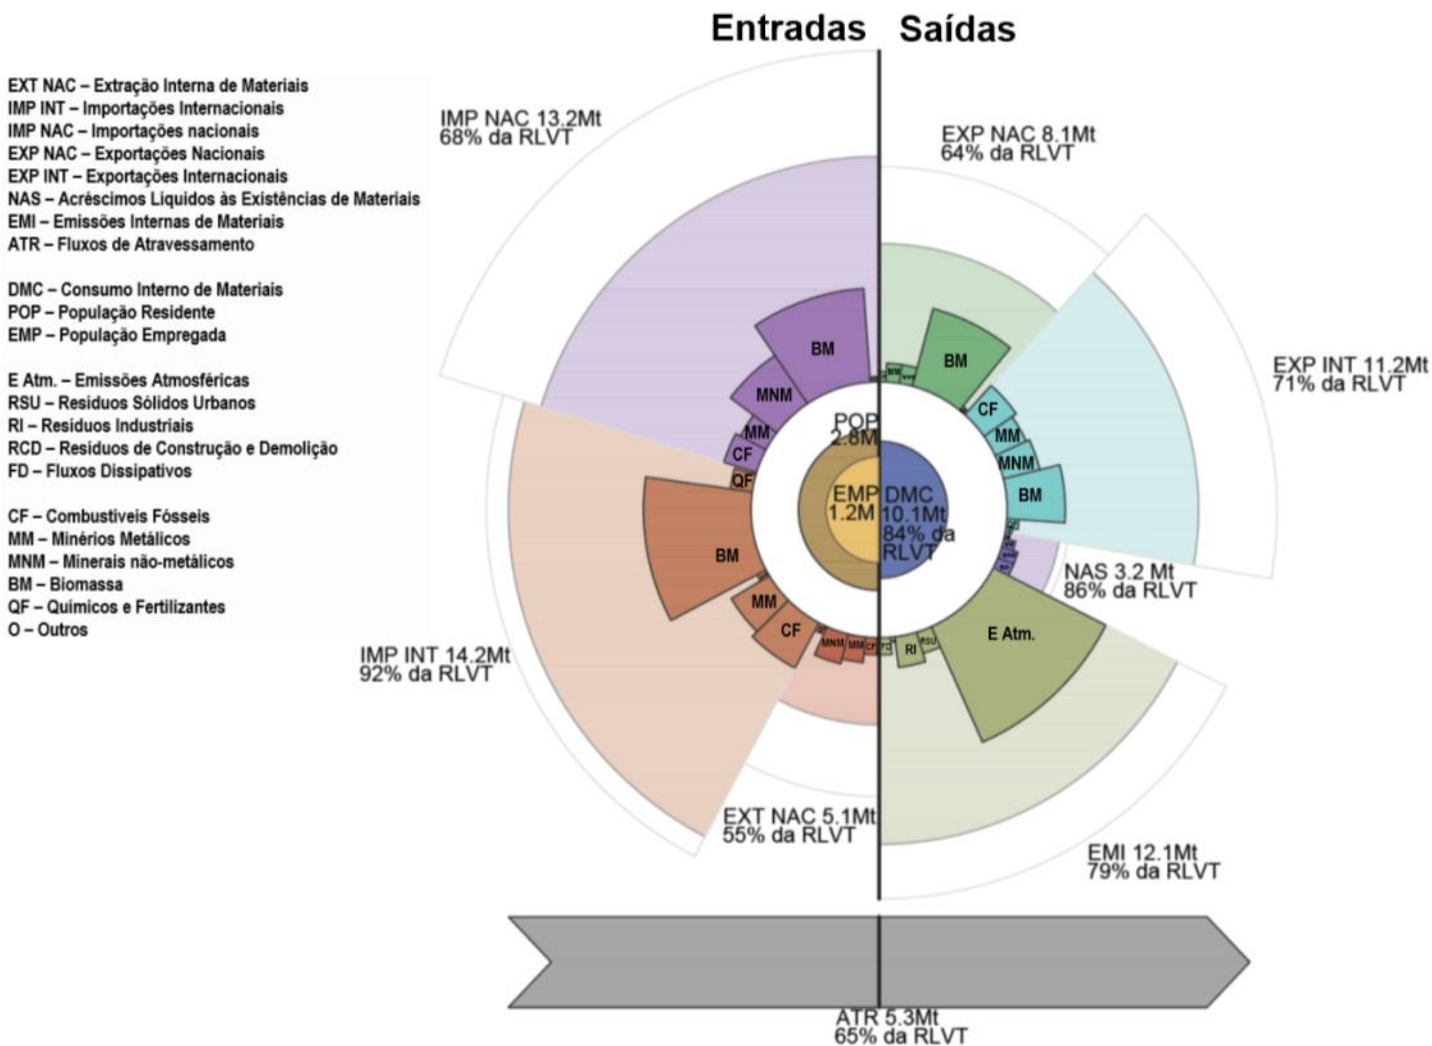 Entradas
Saídas
EXT NAC – Extração Interna de Materiais
IMP INT – Importações Internacionais
IMP NAC – Importações nacionais
EXP NAC – Exportações Nacionais
EXP INT – Exportações Internacionais
NAS – Acréscimos Liquidos às Existências de Materiais
EMI – Emissões Internas de Materiais
ATR – Fluxos de Atravessamento
DMC – Consumo Interno de Materiais
POP – População Residente
EMP – População Empregada
E Atm. – Emissões Atmosféricas
RSU – Residuos Sólidos Urbanos
RI – Residuos Industriais
RCD – Residuos de Construção e Demolição
FD – Fluxos Dissipativos
CF – Combustíveis Fósseis
MM – Minérios Metálicos
MNM – Minerais não-metálicos
BM – Biomassa
QF – Químicos e Fertilizantes
O – Outros
IMP NAC 13.2Mt
68% da RLVT
EXP NAC 8.1Mt
64% da RLVT
EXP INT 11.2Mt
71% da RLVT
NAS 3.2 Mt
86% da RLVT
EMI 12.1Mt
79% da RLVT
EXT NAC 5.1Mt
55% da RLVT
IMP INT 14.2Mt
92% da RLVT
BM
MNM
MM
CF
QF
BM
MM
CF
MNM
MM
CF
MM
BM
CF
MM
MNM
BM
E Atm.
RSU
RI
FD
POP
2.8M
EMP
1.2M
DMC
10.1Mt
84% da
RLVT
ATR 5.3Mt
65% da RLVT